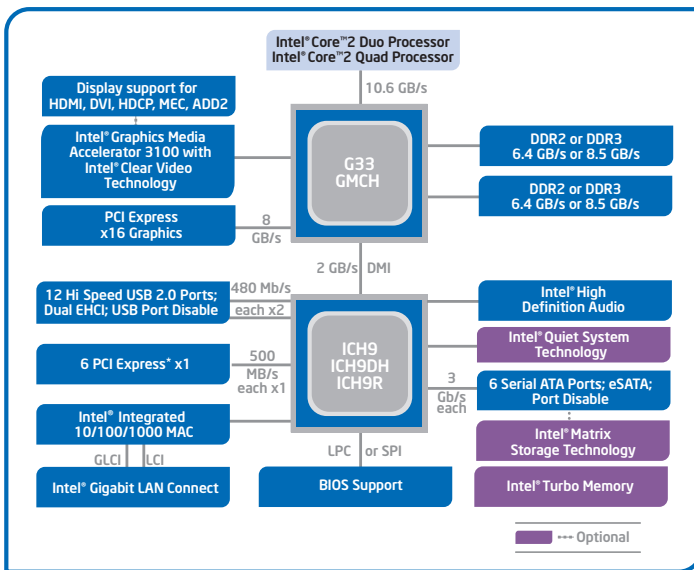 Intel® Core™2 Duo Processor
Intel® Core™2 Quad Processor
10.6 GB/s
Display support for
HDMI, DVI, HDCP, MEC, ADD2
Intel® Graphics Media
Accelerator 3100 with
Intel® Clear Video
Technology
PCI Express
x16 Graphics
8
GB/s
G33
GMCH
DDR2 or DDR3
6.4 GB/s or 8.5 GB/s
DDR2 or DDR3
6.4 GB/s or 8.5 GB/s
2 GB/s DMI
12 Hi Speed USB 2.0 Ports;
Dual EHCI; USB Port Disable
480 Mb/s
each x2
6 PCI Express* x1
500
MB/s
each x1
Intel® Integrated
10/100/1000 MAC
GLCI
LCI
Intel® Gigabit LAN Connect
ICH9
ICH9DH
ICH9R
LPC or SPI
BIOS Support
Intel® High
Definition Audio
Intel® Quiet System
Technology
3
Gb/s
each
6 Serial ATA Ports; eSATA;
Port Disable
Intel® Matrix
Storage Technology
Intel® Turbo Memory
Optional